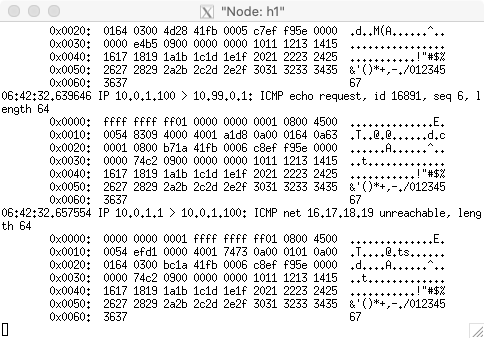 "Node: h1"
0x0020: 0164 0300 4d28 41fb 0005 c7ef f95e 0000 .d..M(A......^..
0x0030: 0000 e4b5 0900 0000 0000 1011 1213 1415 ................
0x0040: 1617 1819 1a1b 1c1d 1e1f 2021 2223 2425 ...........!"#$%
0x0050: 2627 2829 2a2b 2c2d 2e2f 3031 3233 3435 &'()*+,-./012345
0x0060: 3637 67
06:42:32.639646 IP 10.0.1.100 > 10.99.0.1: ICMP echo request, id 16891, seq 6, l
ength 64
0x0000: ffff ffff ff01 0000 0000 0001 0800 4500 ..............E.
0x0010: 0054 8309 4000 4001 a1d8 0a00 0164 0a63 .T..@.@......d.c
0x0020: 0001 0800 b71a 41fb 0006 c8ef f95e 0000 ......A......^..
0x0030: 0000 74c2 0900 0000 0000 1011 1213 1415 ..t.............
0x0040: 1617 1819 1a1b 1c1d 1e1f 2021 2223 2425 ...........!"#$%
0x0050: 2627 2829 2a2b 2c2d 2e2f 3031 3233 3435 &'()*+,-./012345
0x0060: 3637 67
06:42:32.657554 IP 10.0.1.1 > 10.0.1.100: ICMP net 16.17.18.19 unreachable, leng
th 64
0x0000: 0000 0000 0001 ffff ffff ff01 0800 4500 ..............E.
0x0010: 0054 efd1 0000 4001 7473 0a00 0101 0a00 .T....@.ts......
0x0020: 0164 0300 bc1a 41fb 0006 c8ef f95e 0000 .d....A......^..
0x0030: 0000 74c2 0900 0000 0000 1011 1213 1415 ..t.............
0x0040: 1617 1819 1a1b 1c1d 1e1f 2021 2223 2425 ...........!"#$%
0x0050: 2627 2829 2a2b 2c2d 2e2f 3031 3233 3435 &'()*+,-./012345
0x0060: 3637 67